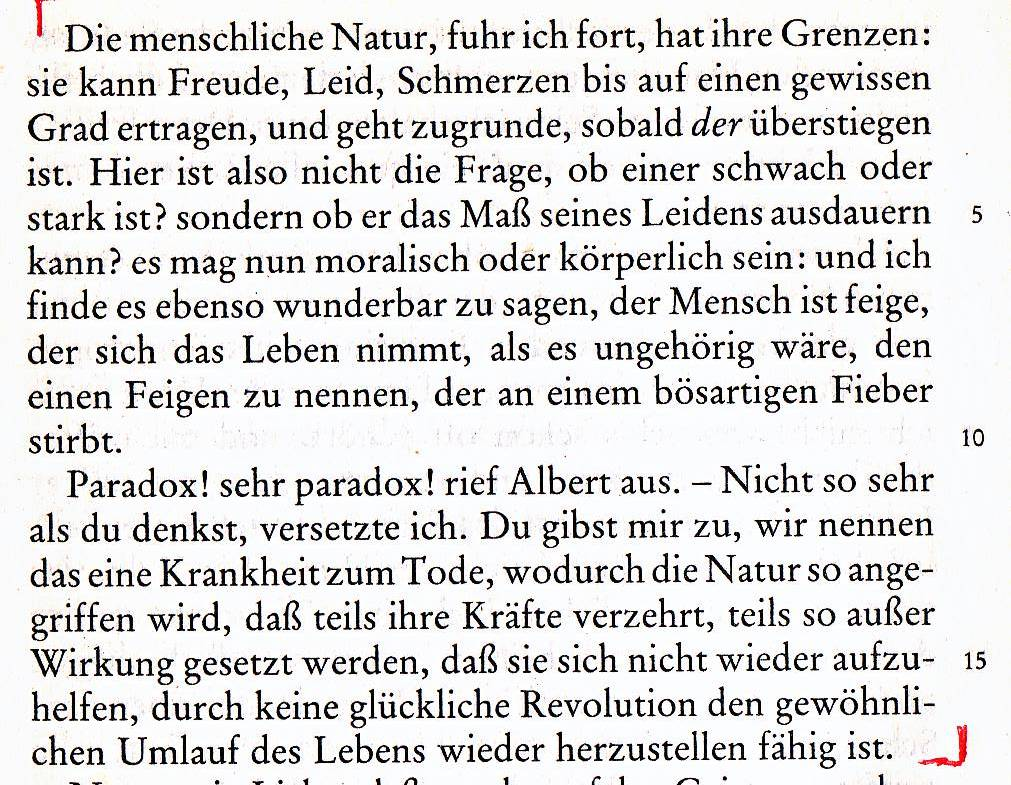 Die menschliche Natur, fuhr ich fort, hat ihre Grenzen:
sie kann Freude, Leid, Schmerzen bis auf einen gewissen
Grad ertragen, und geht zugrunde, sobald der überstiegen
ist. Hier ist also nicht die Frage, ob einer schwach oder
stark ist? sondern ob er das Maß seines Leidens ausdauern 5
kann? es mag nun moralisch oder körperlich sein: und ich
finde es ebenso wunderbar zu sagen, der Mensch ist feige,
der sich das Leben nimmt, als es ungehörig wäre, den
einen Feigen zu nennen, der an einem bösartigen Fieber
stirbt. 10
Paradox! sehr paradox! rief Albert aus. – Nicht so sehr
als du denkst, versetzte ich. Du gibst mir zu, wir nennen
das eine Krankheit zum Tode, wodurch die Natur so ange-
griffen wird, daß teils ihre Kräfte verzehrt, teils so außer
Wirkung gesetzt werden, daß sie sich nicht wieder aufzu- 15
helfen, durch keine glückliche Revolution den gewöhnli-
chen Umlauf des Lebens wieder herzustellen fähig ist.